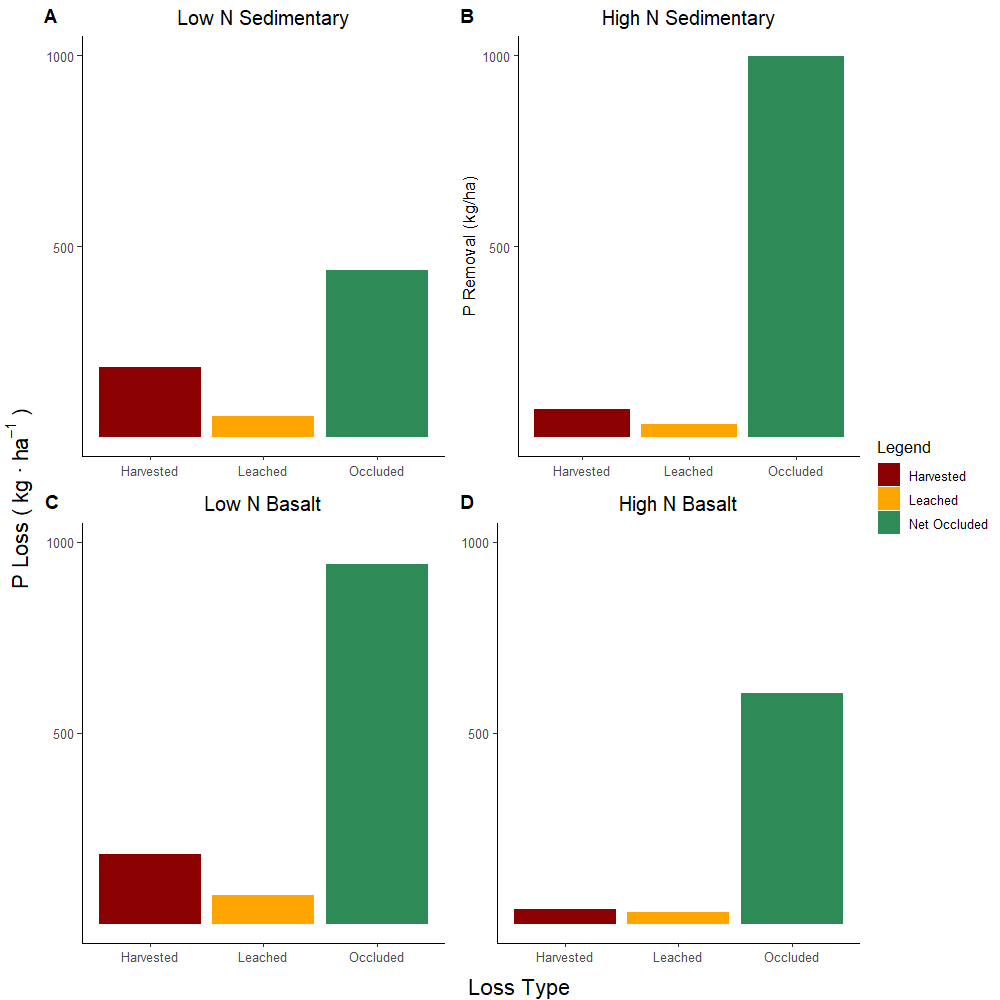 A Low N Sedimentary
1000
500
Harvested Leached Occluded
B High N Sedimentary
P Removal (kg/ha)
1000
500
Harvested Leached Occluded
P Loss ( kg · ha⁻¹ )
C Low N Basalt
1000
500
Harvested Leached Occluded
D High N Basalt
1000
500
Harvested Leached Occluded
Loss Type
Legend
Harvested
Leached
Net Occluded